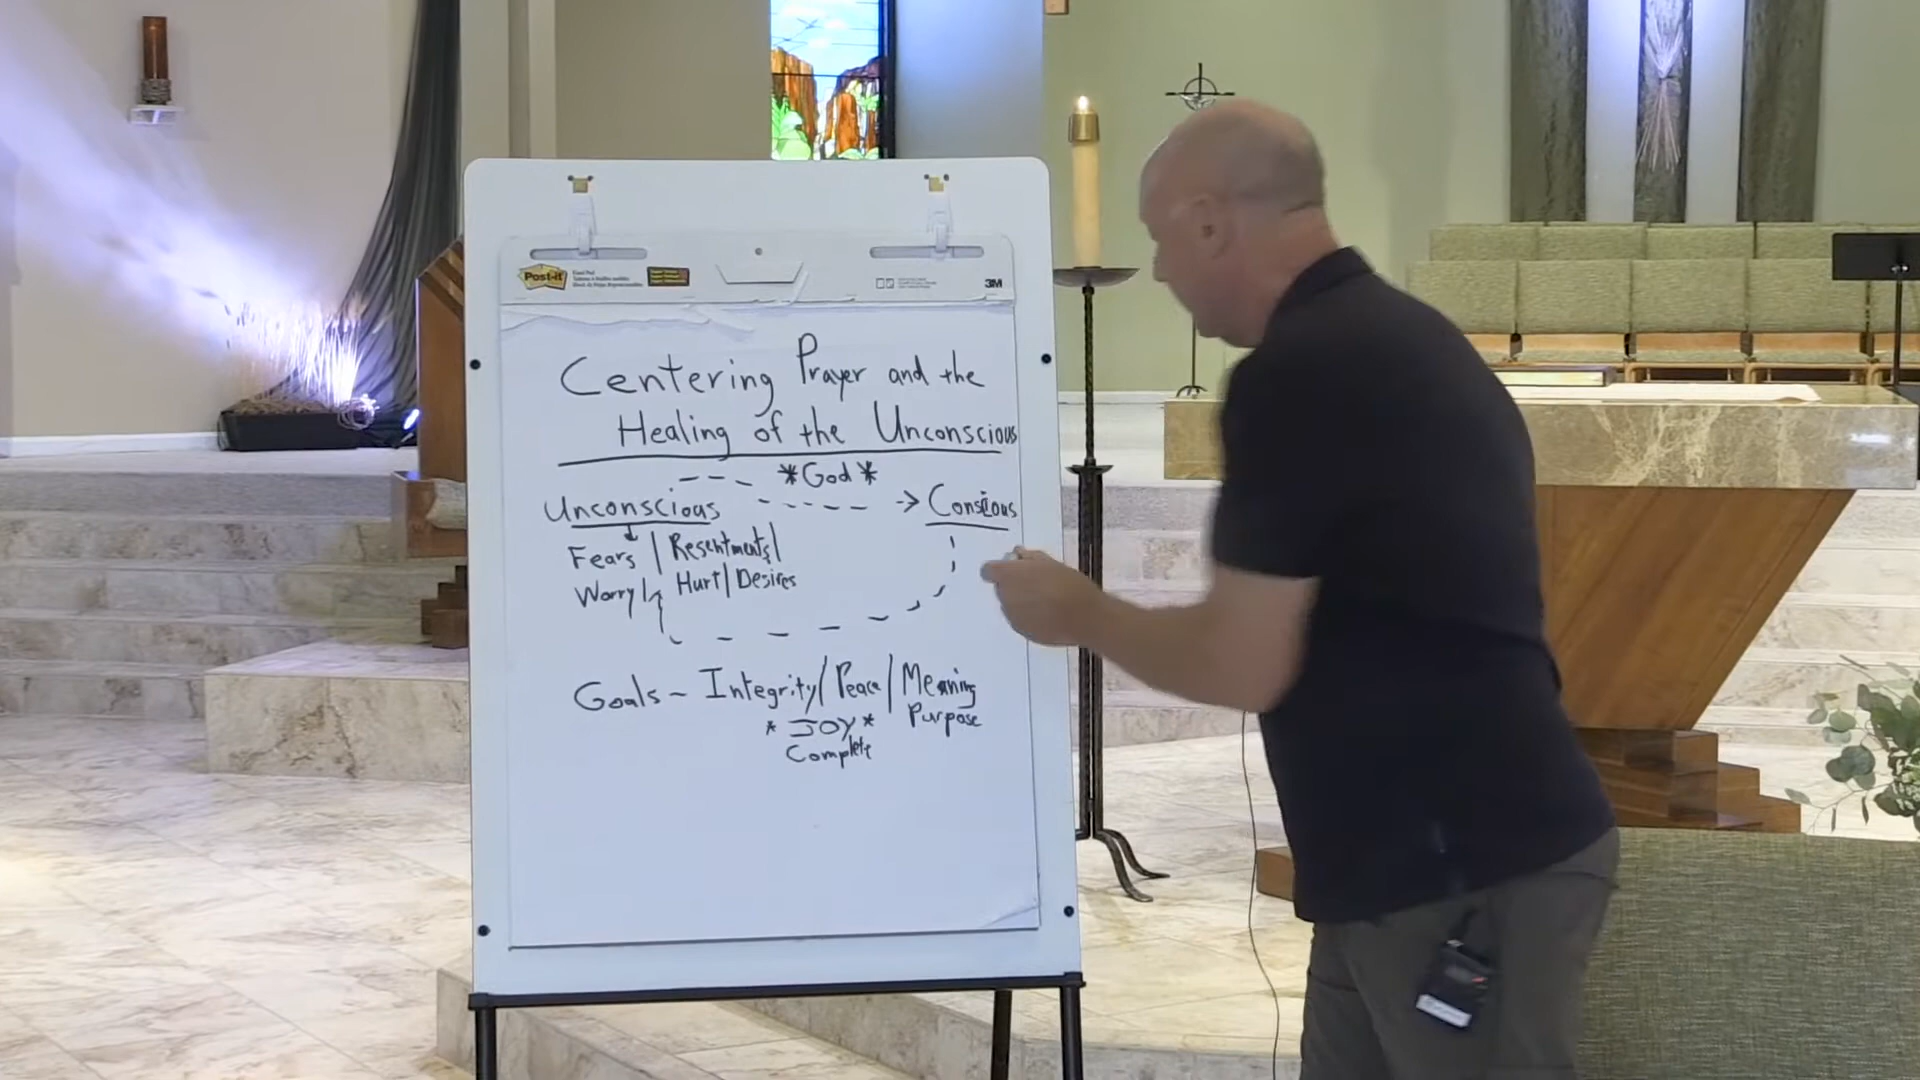 Post-it
3M
Centering Prayer and the
Healing of the Unconscious
*God*
Unconscious -> Conscious
Fears | Resentments |
Worry | Hurt | Desires
Goals ~ Integrity / Peace / Meaning
* JOY * Purpose
Complete